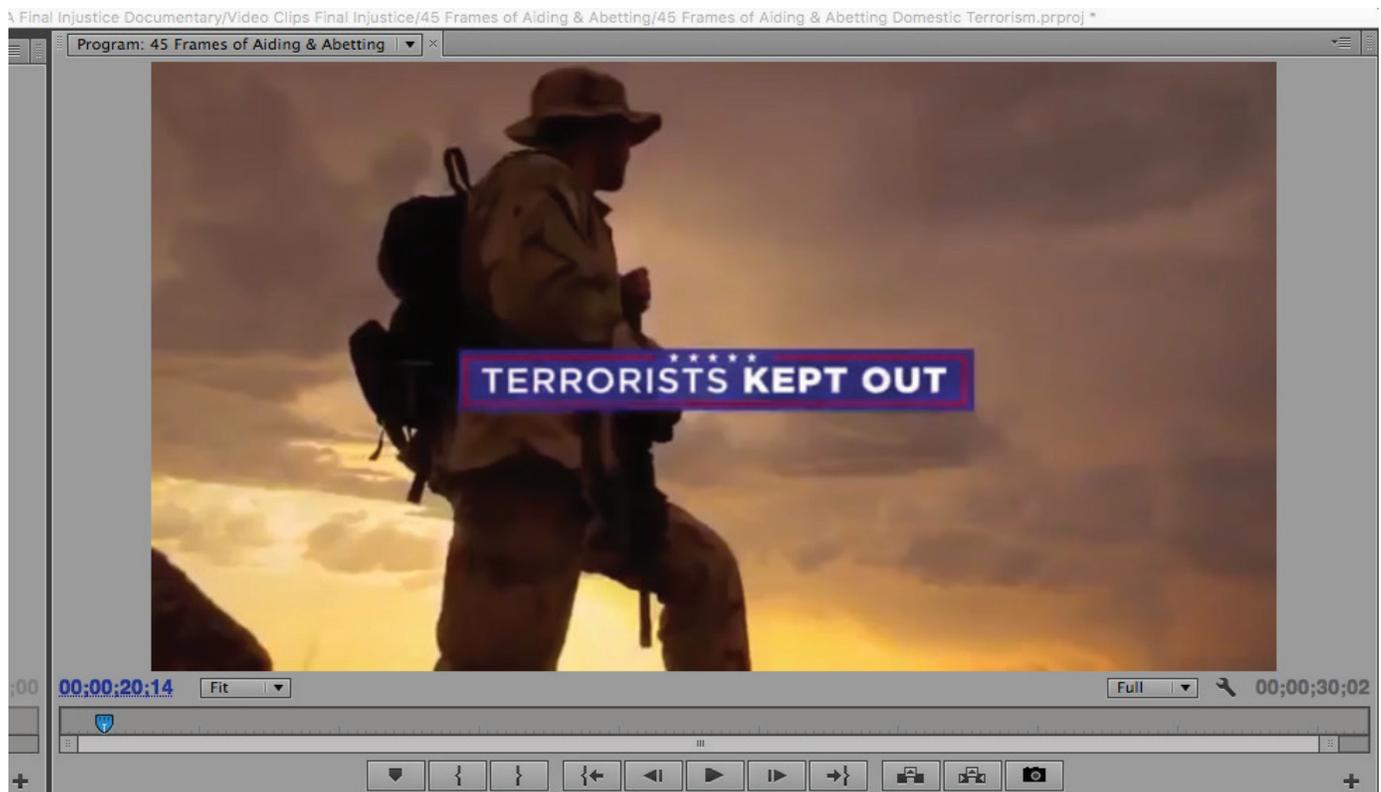 A Final Injustice Documentary/Video Clips Final Injustice/45 Frames of Aiding & Abetting/45 Frames of Aiding & Abetting Domestic Terrorism.prproj *
Program: 45 Frames of Aiding & Abetting
TERRORISTS KEPT OUT
;00 00;00;20;14 Fit Full 00;00;30;02